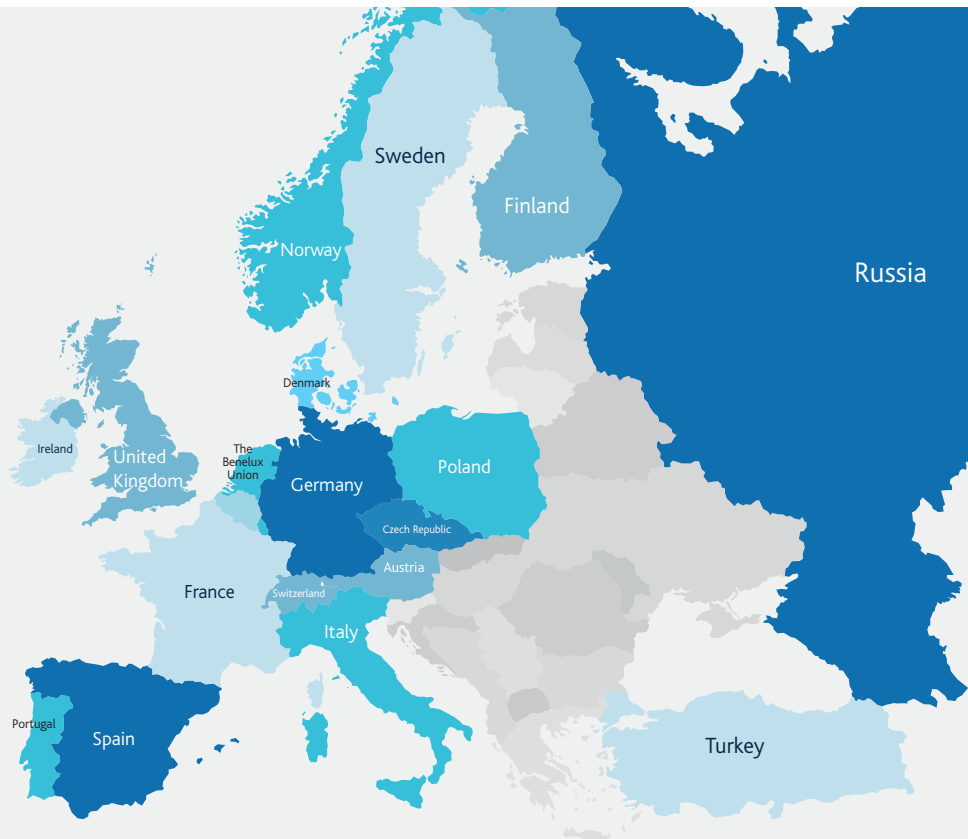 Sweden
Finland
Norway
Russia
Denmark
Ireland
United
Kingdom
The
Benelux
Union
Germany
Poland
Czech Republic
Austria
France
Switzerland
Italy
Portugal
Spain
Turkey